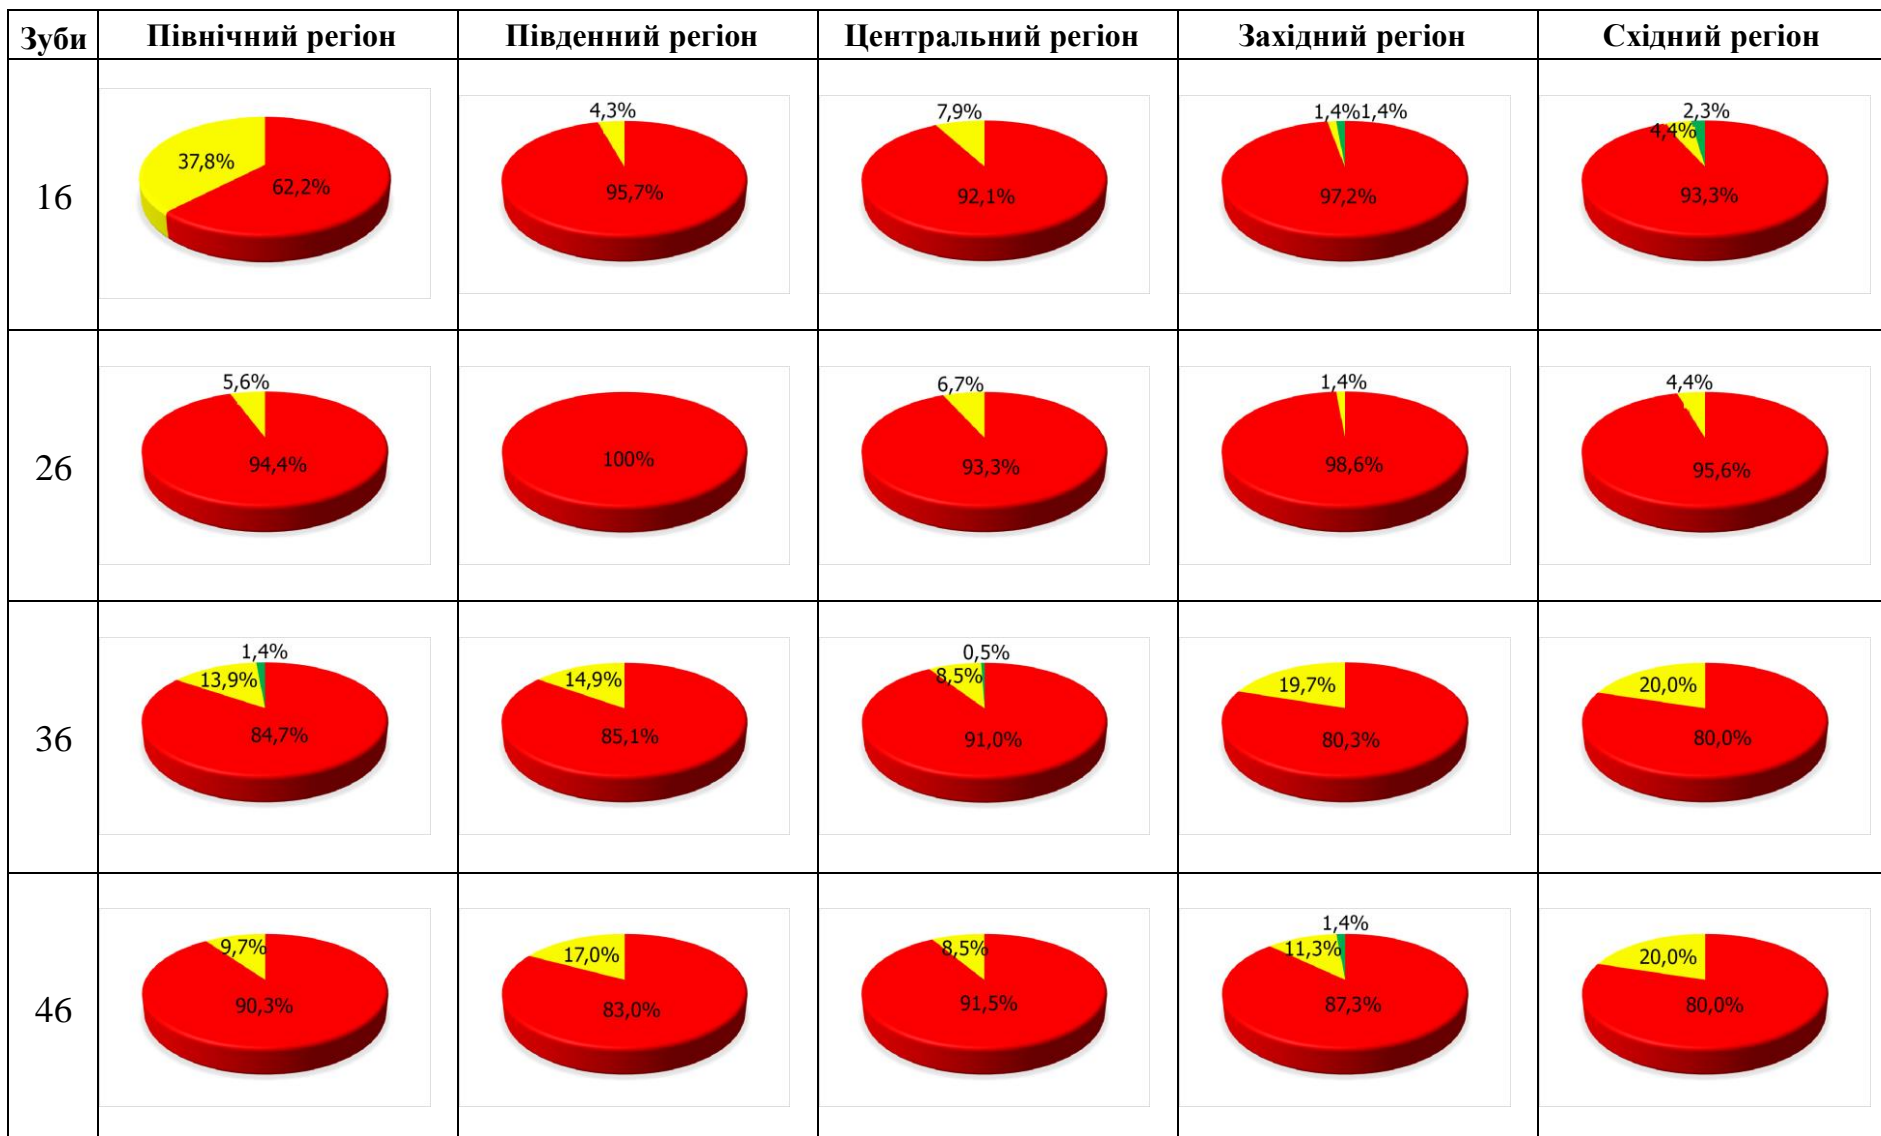 Зуби Північний регіон Південний регіон Центральний регіон Західний регіон Східний регіон
16 37,8% 62,2% 4,3% 95,7% 7,9% 92,1% 1,4% 1,4% 97,2% 2,3% 4,4% 93,3%
26 5,6% 94,4% 100% 6,7% 93,3% 1,4% 98,6% 4,4% 95,6%
36 1,4% 13,9% 84,7% 14,9% 85,1% 0,5% 8,5% 91,0% 19,7% 80,3% 20,0% 80,0%
46 9,7% 90,3% 17,0% 83,0% 8,5% 91,5% 1,4% 11,3% 87,3% 20,0% 80,0%